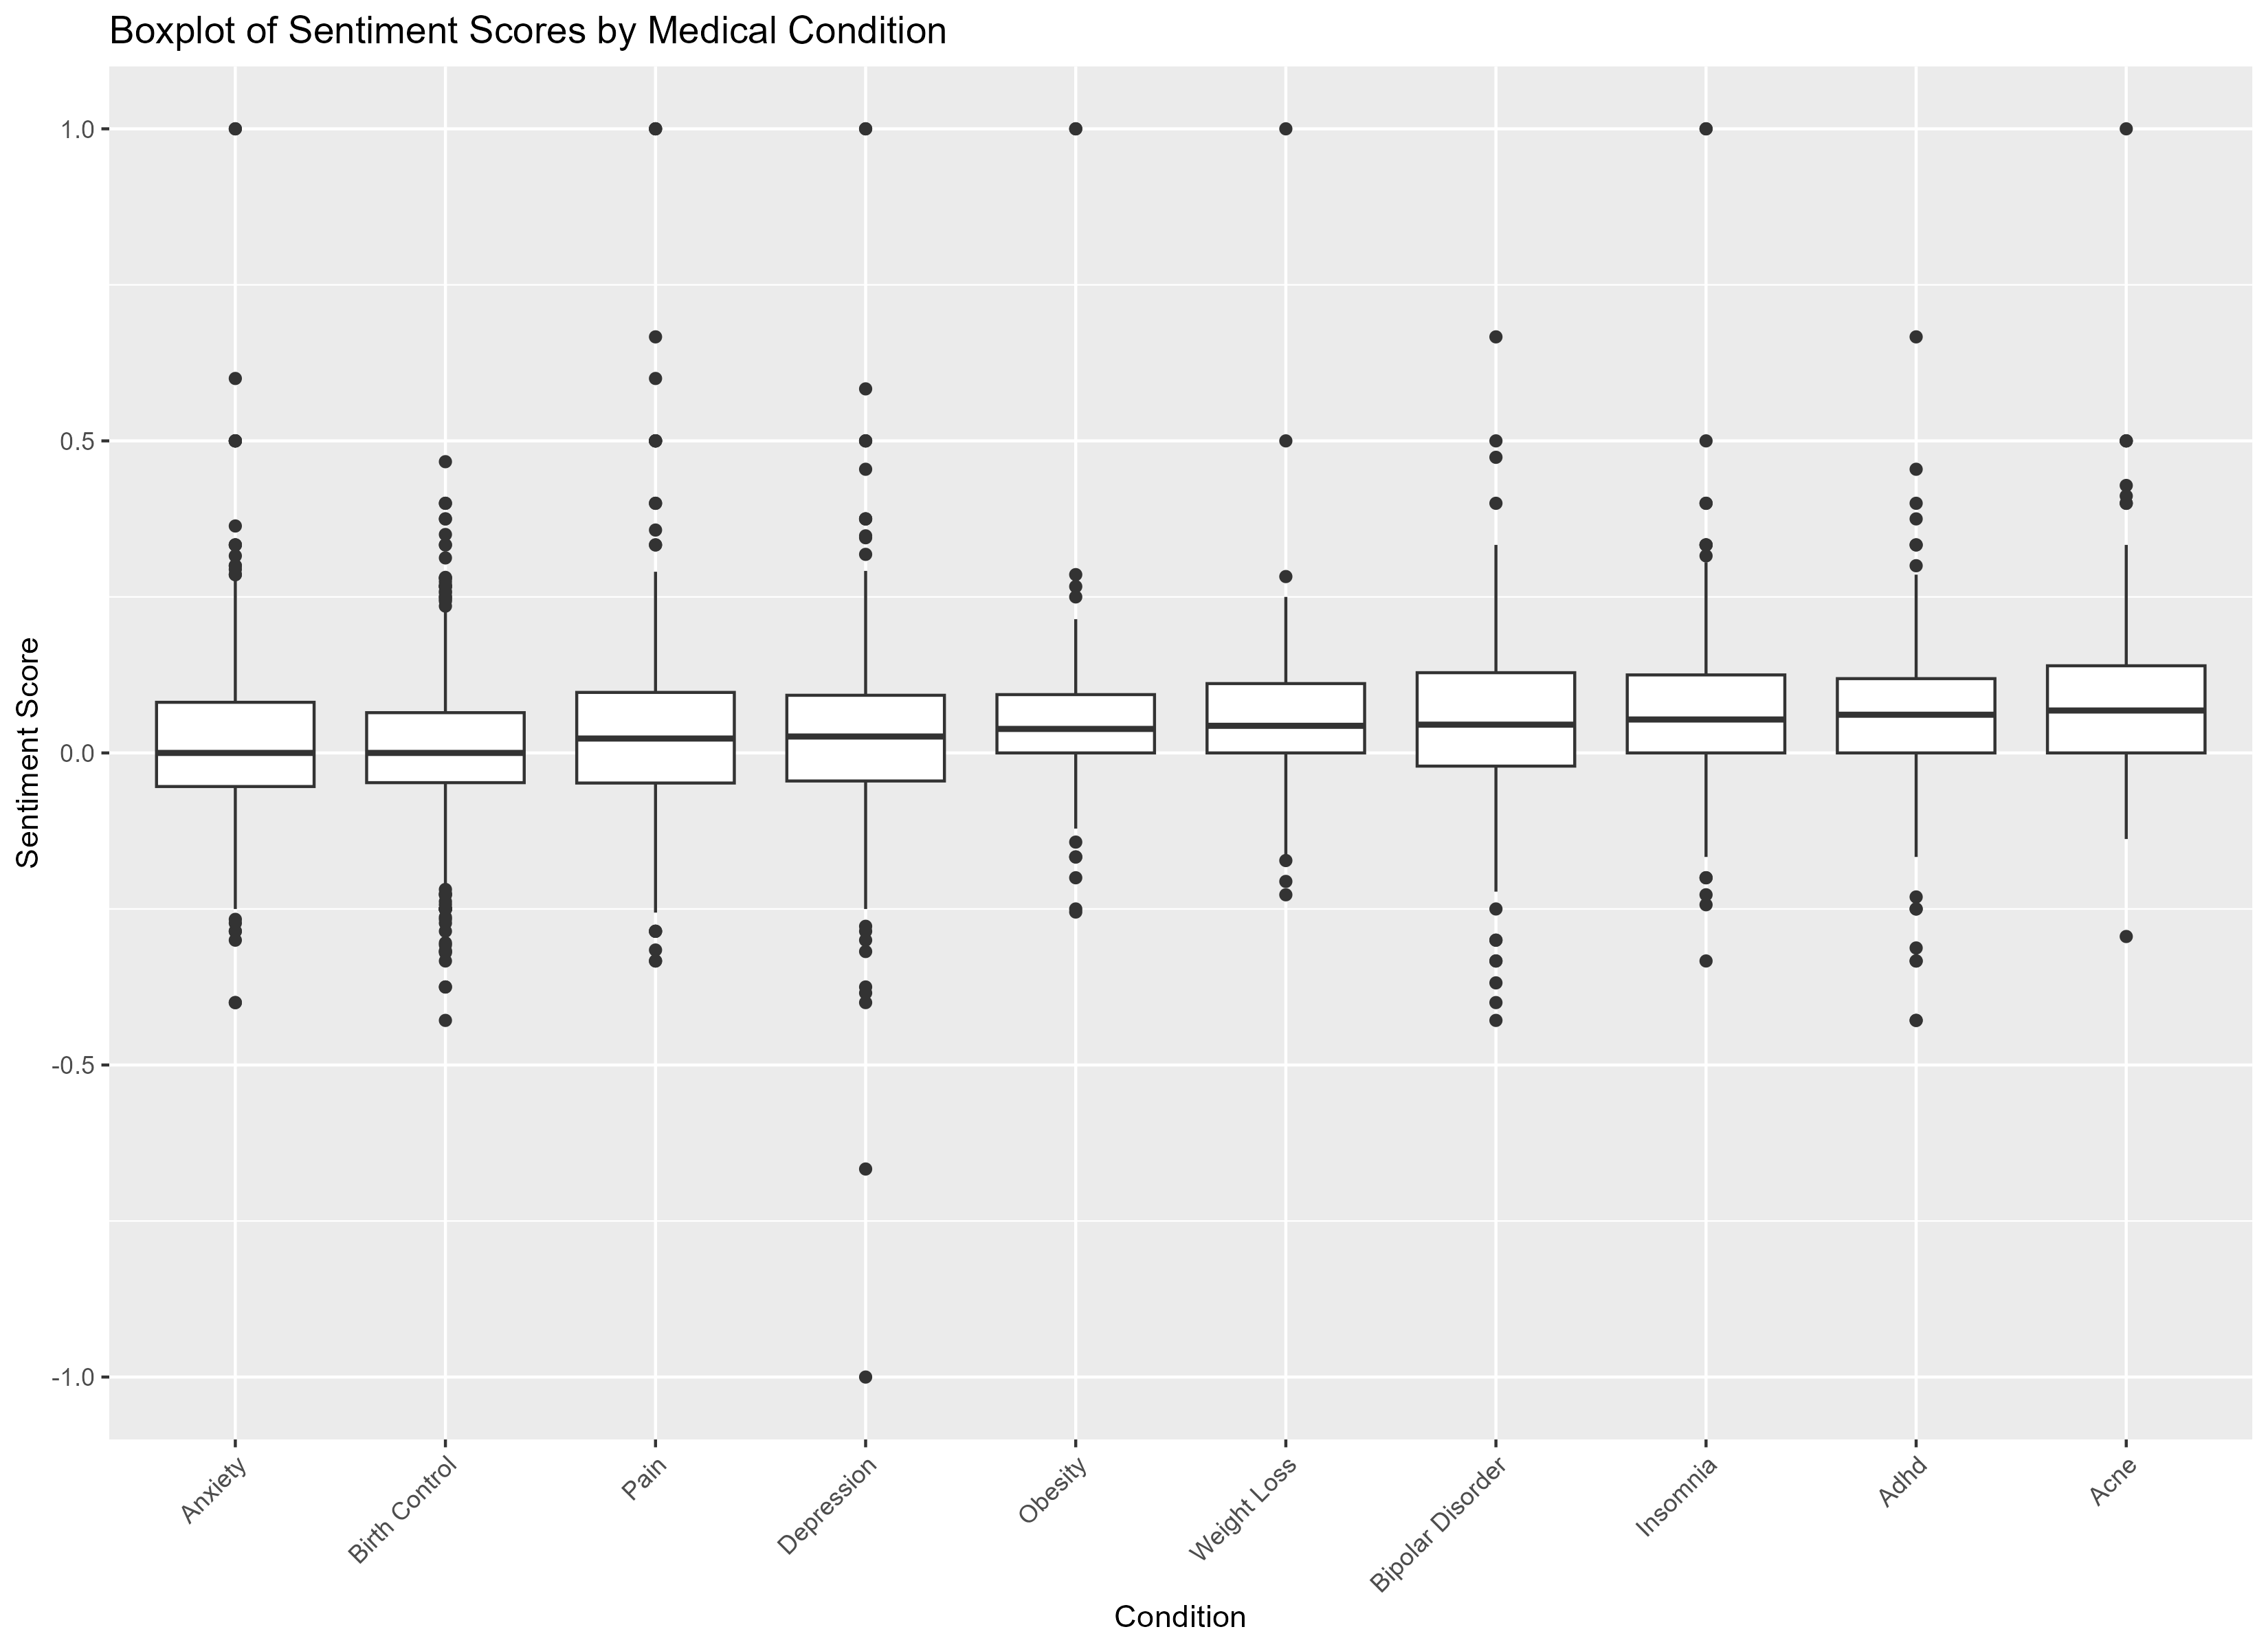 Boxplot of Sentiment Scores by Medical Condition
Sentiment Score
1.0
0.5
0.0
-0.5
-1.0
Anxiety
Birth Control
Pain
Depression
Obesity
Weight Loss
Bipolar Disorder
Insomnia
Adhd
Acne
Condition